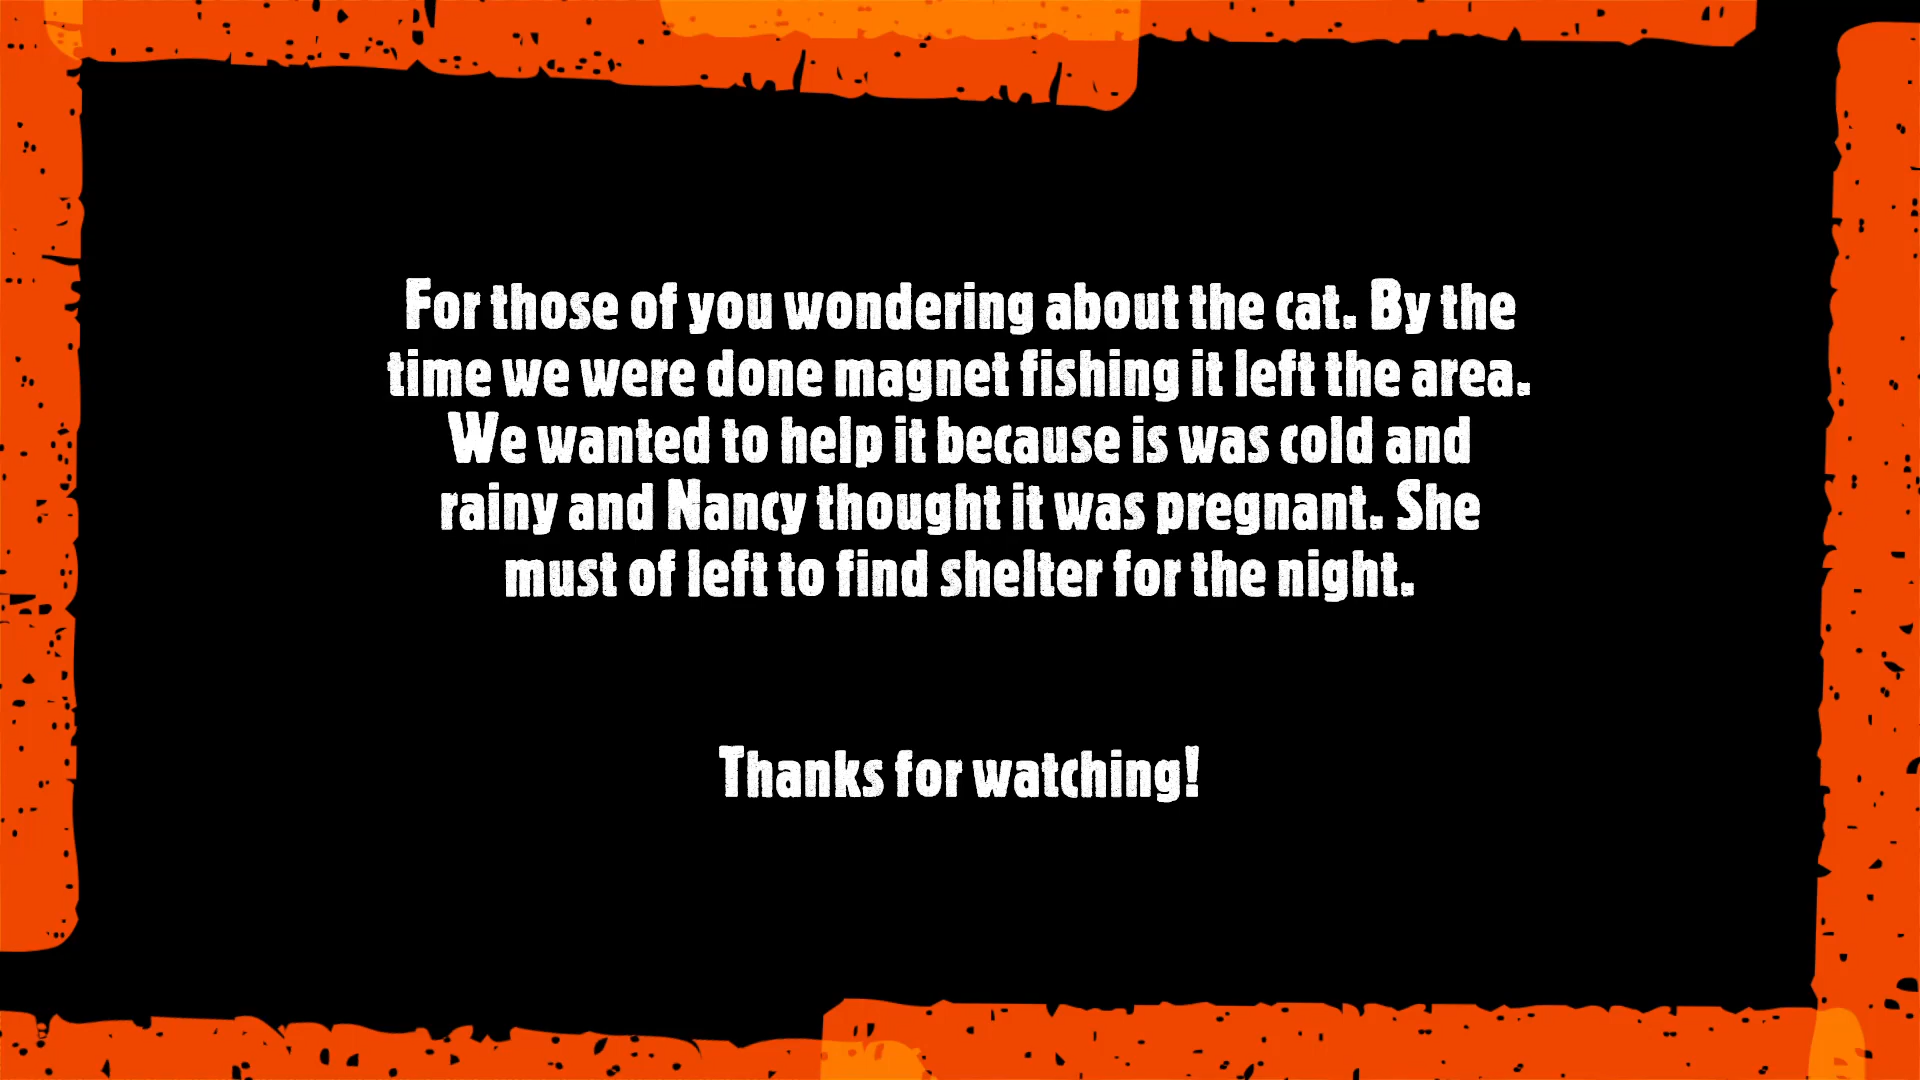 For those of you wondering about the cat. By the
time we were done magnet fishing it left the area.
We wanted to help it because is was cold and
rainy and Nancy thought it was pregnant. She
must of left to find shelter for the night.
Thanks for watching!